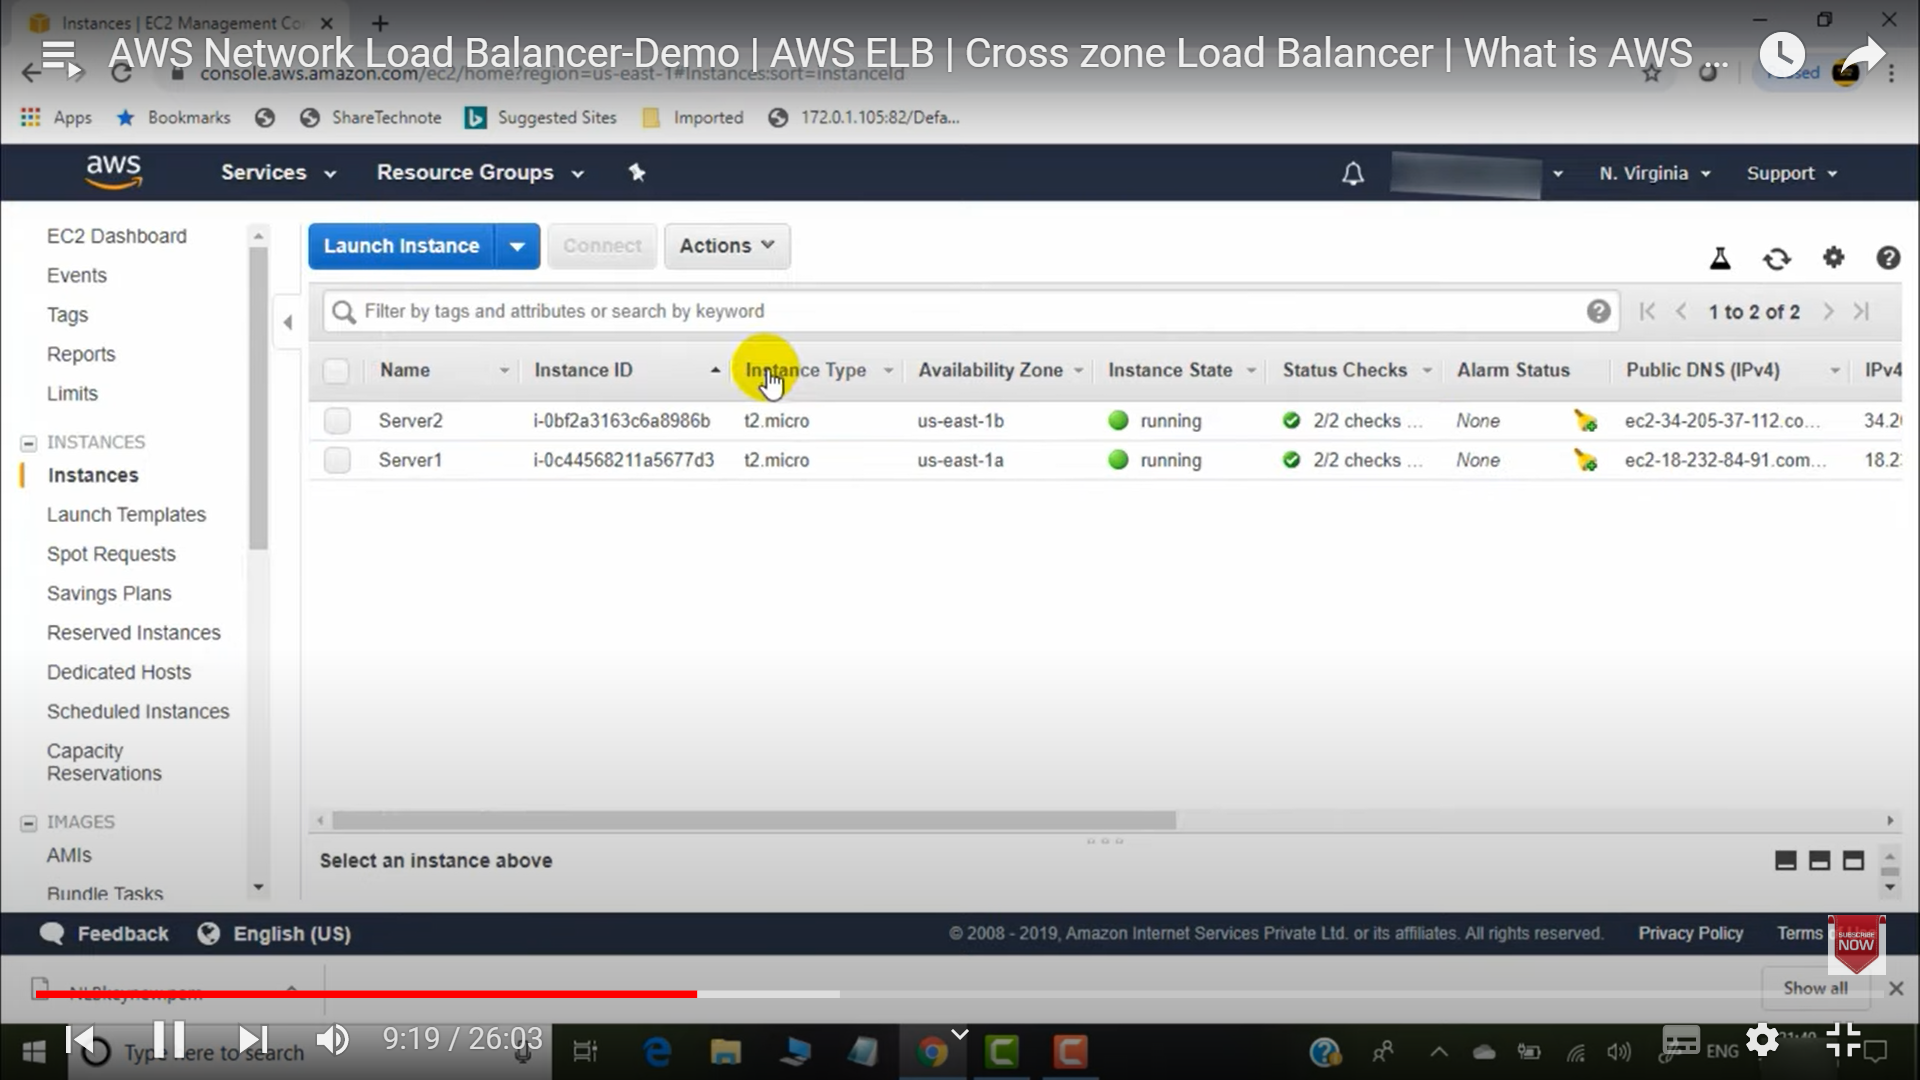 Instances | EC2 Management Co
AWS Network Load Balancer-Demo | AWS ELB | Cross zone Load Balancer | What is AWS ...
console.aws.amazon.com/ec2/home?region=us-east-1#Instances:sort=instanceId
Apps Bookmarks ShareTechnote Suggested Sites Imported 172.0.1.105:82/Defa...
aws Services Resource Groups N. Virginia Support
EC2 Dashboard
Events
Tags
Reports
Limits
INSTANCES
Instances
Launch Templates
Spot Requests
Savings Plans
Reserved Instances
Dedicated Hosts
Scheduled Instances
Capacity
Reservations
IMAGES
AMIs
Bundle Tasks
Launch Instance Connect Actions
Filter by tags and attributes or search by keyword 1 to 2 of 2
Name Instance ID Instance Type Availability Zone Instance State Status Checks Alarm Status Public DNS (IPv4) IPv4
Server2 i-0bf2a3163c6a8986b t2.micro us-east-1b running 2/2 checks ... None ec2-34-205-37-112.co...
Server1 i-0c44568211a5677d3 t2.micro us-east-1a running 2/2 checks ... None ec2-18-232-84-91.com...
Select an instance above
Feedback English (US) © 2008 - 2019, Amazon Internet Services Private Ltd. or its affiliates. All rights reserved. Privacy Policy Terms
SUBSCRIBE
NOW
Show all
9:19 / 26:03
Type here to search
ENG